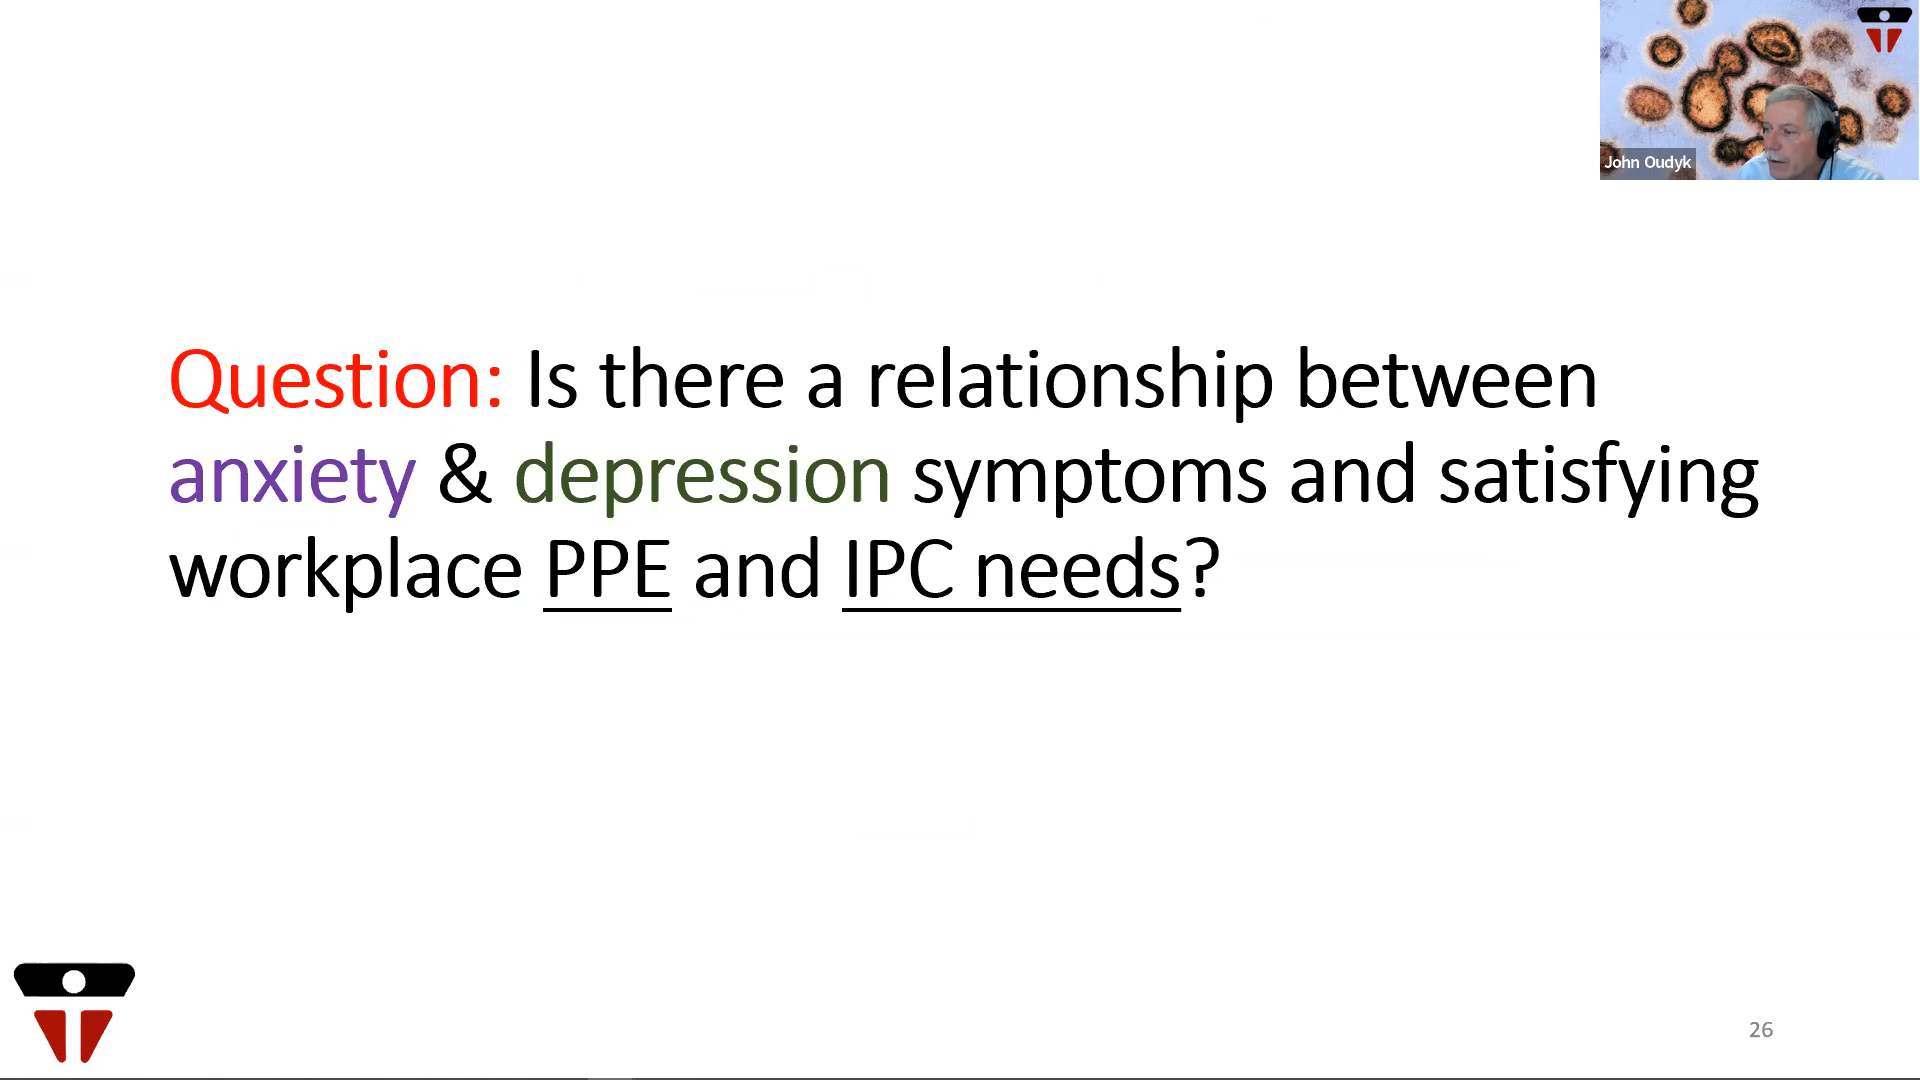 John Oudyk
Question: Is there a relationship between
anxiety & depression symptoms and satisfying
workplace PPE and IPC needs?
26